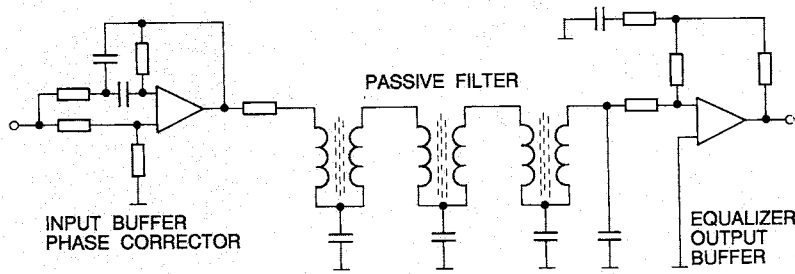 PASSIVE FILTER
INPUT BUFFER
PHASE CORRECTOR
EQUALIZER
OUTPUT
BUFFER